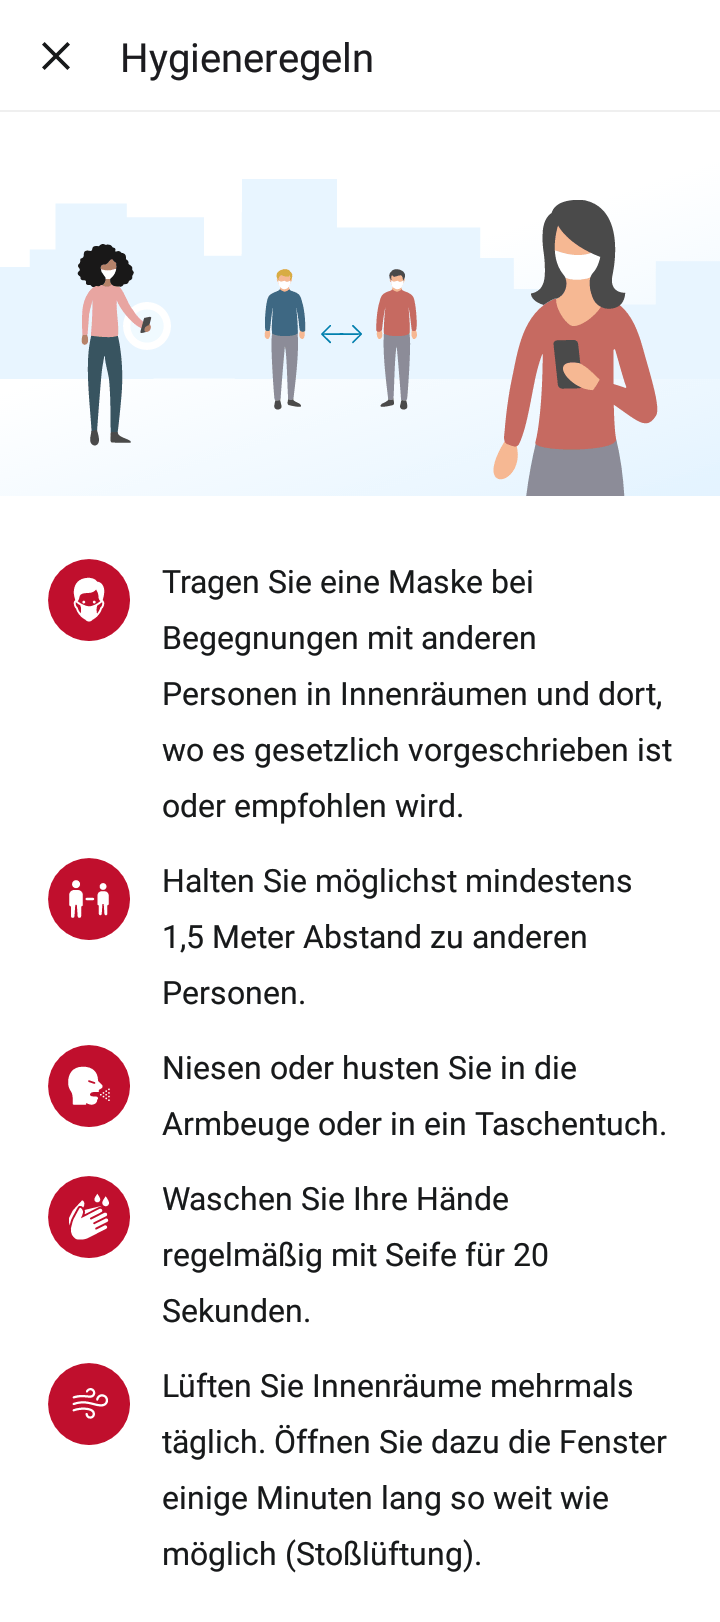 Hygieneregeln
Tragen Sie eine Maske bei
Begegnungen mit anderen
Personen in Innenräumen und dort,
wo es gesetzlich vorgeschrieben ist
oder empfohlen wird.
Halten Sie möglichst mindestens
1,5 Meter Abstand zu anderen
Personen.
Niesen oder husten Sie in die
Armbeuge oder in ein Taschentuch.
Waschen Sie Ihre Hände
regelmäßig mit Seife für 20
Sekunden.
Lüften Sie Innenräume mehrmals
täglich. Öffnen Sie dazu die Fenster
einige Minuten lang so weit wie
möglich (Stoßlüftung).